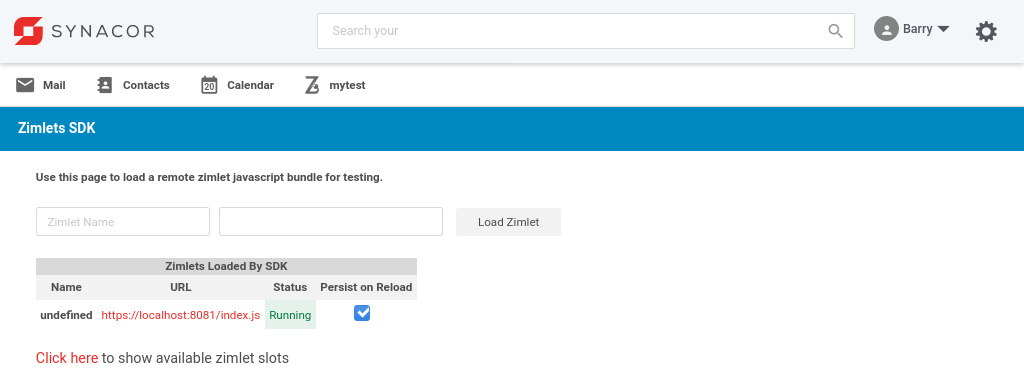 SYNACOR
Search your
Barry
Mail
Contacts
20
Calendar
mytest
Zimlets SDK
Use this page to load a remote zimlet javascript bundle for testing.
Zimlet Name
Load Zimlet
Zimlets Loaded By SDK
Name URL Status Persist on Reload
undefined https://localhost:8081/index.js Running
Click here to show available zimlet slots